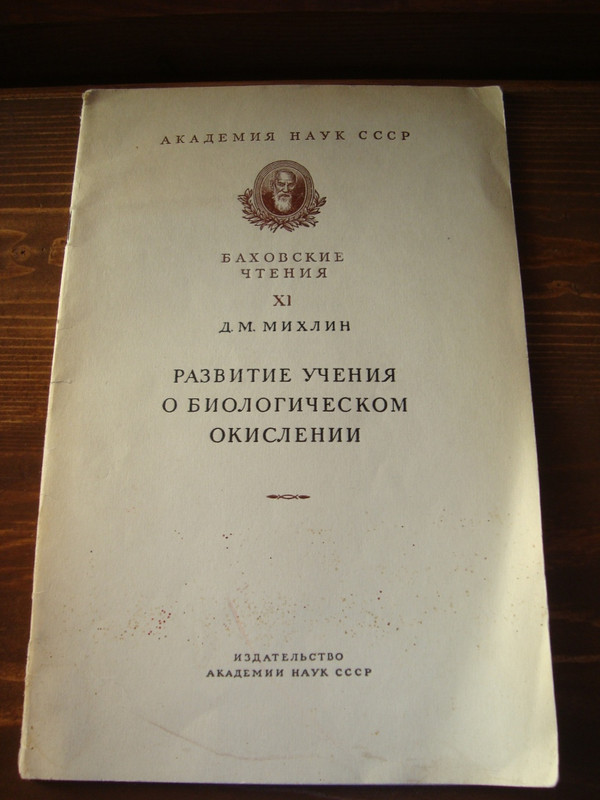 АКАДЕМИЯ НАУК СССР
БАХОВСКИЕ
ЧТЕНИЯ
XI
Д. М. МИХЛИН
РАЗВИТИЕ УЧЕНИЯ
О БИОЛОГИЧЕСКОМ
ОКИСЛЕНИИ
ИЗДАТЕЛЬСТВО
АКАДЕМИИ НАУК СССР